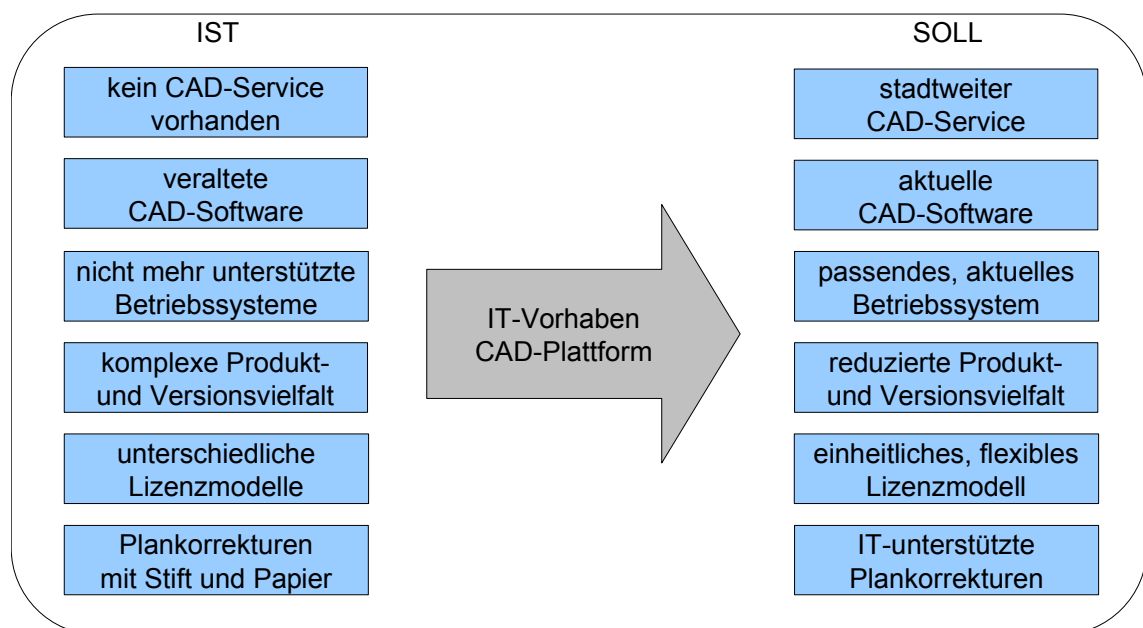 IST
kein CAD-Service
vorhanden
veraltete
CAD-Software
nicht mehr unterstützte
Betriebssysteme
komplexe Produkt-
und Versionsvielfalt
unterschiedliche
Lizenzmodelle
Plankorrekturen
mit Stift und Papier
IT-Vorhaben
CAD-Plattform
SOLL
stadtweiter
CAD-Service
aktuelle
CAD-Software
passendes, aktuelles
Betriebssystem
reduzierte Produkt-
und Versionsvielfalt
einheitliches, flexibles
Lizenzmodell
IT-unterstützte
Plankorrekturen